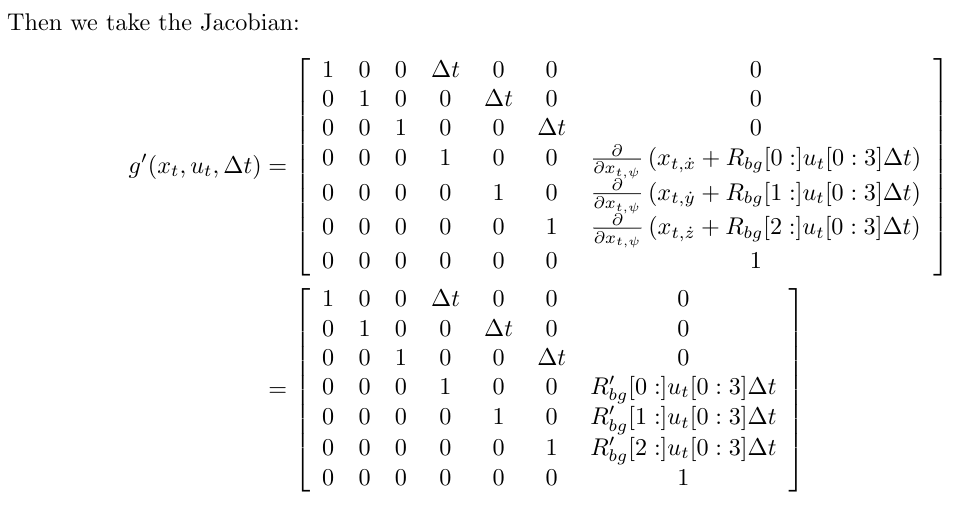 Then we take the Jacobian:
1 0 0 Δt 0 0 0
0 1 0 0 Δt 0 0
0 0 1 0 0 Δt 0
g′(x_t, u_t, Δt) = 0 0 0 1 0 0 ∂/∂x_{t,ψ} (x_{t,ẋ} + R_{bg}[0 :]u_t[0 : 3]Δt)
0 0 0 0 1 0 ∂/∂x_{t,ψ} (x_{t,ẏ} + R_{bg}[1 :]u_t[0 : 3]Δt)
0 0 0 0 0 1 ∂/∂x_{t,ψ} (x_{t,ż} + R_{bg}[2 :]u_t[0 : 3]Δt)
0 0 0 0 0 0 1
1 0 0 Δt 0 0 0
0 1 0 0 Δt 0 0
0 0 1 0 0 Δt 0
= 0 0 0 1 0 0 R′_{bg}[0 :]u_t[0 : 3]Δt
0 0 0 0 1 0 R′_{bg}[1 :]u_t[0 : 3]Δt
0 0 0 0 0 1 R′_{bg}[2 :]u_t[0 : 3]Δt
0 0 0 0 0 0 1